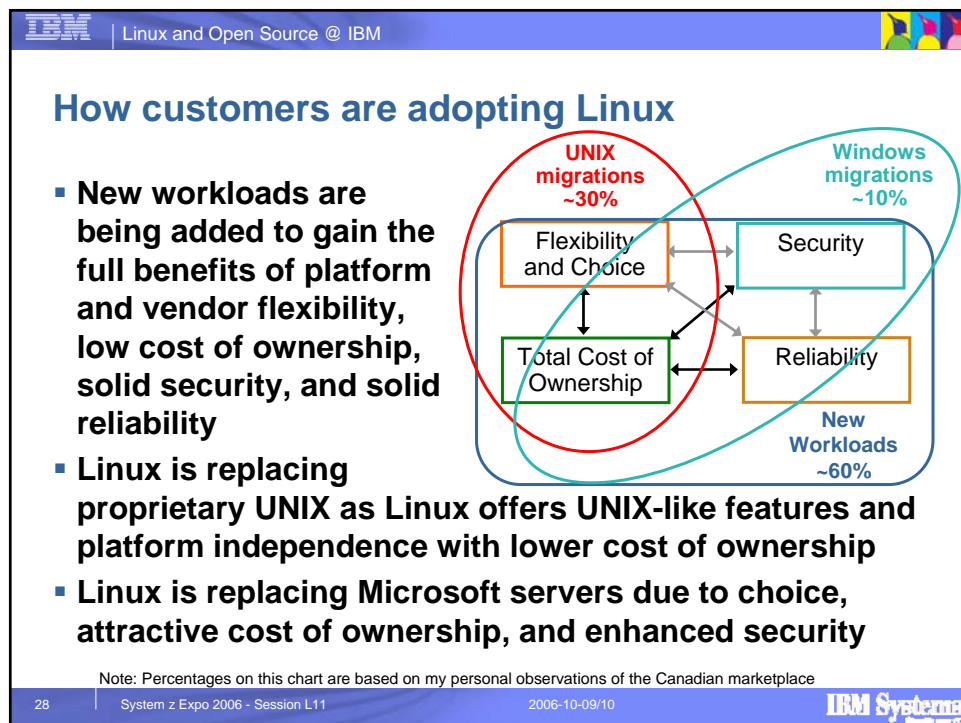 IBM
Linux and Open Source @ IBM
How customers are adopting Linux
New workloads are
being added to gain the
full benefits of platform
and vendor flexibility,
low cost of ownership,
solid security, and solid
reliability
Linux is replacing
proprietary UNIX as Linux offers UNIX-like features and
platform independence with lower cost of ownership
Linux is replacing Microsoft servers due to choice,
attractive cost of ownership, and enhanced security
UNIX
migrations
~30%
Windows
migrations
~10%
Flexibility
and Choice
Security
Total Cost of
Ownership
Reliability
New
Workloads
~60%
Note: Percentages on this chart are based on my personal observations of the Canadian marketplace
28
System z Expo 2006 - Session L11
2006-10-09/10
IBM Systems